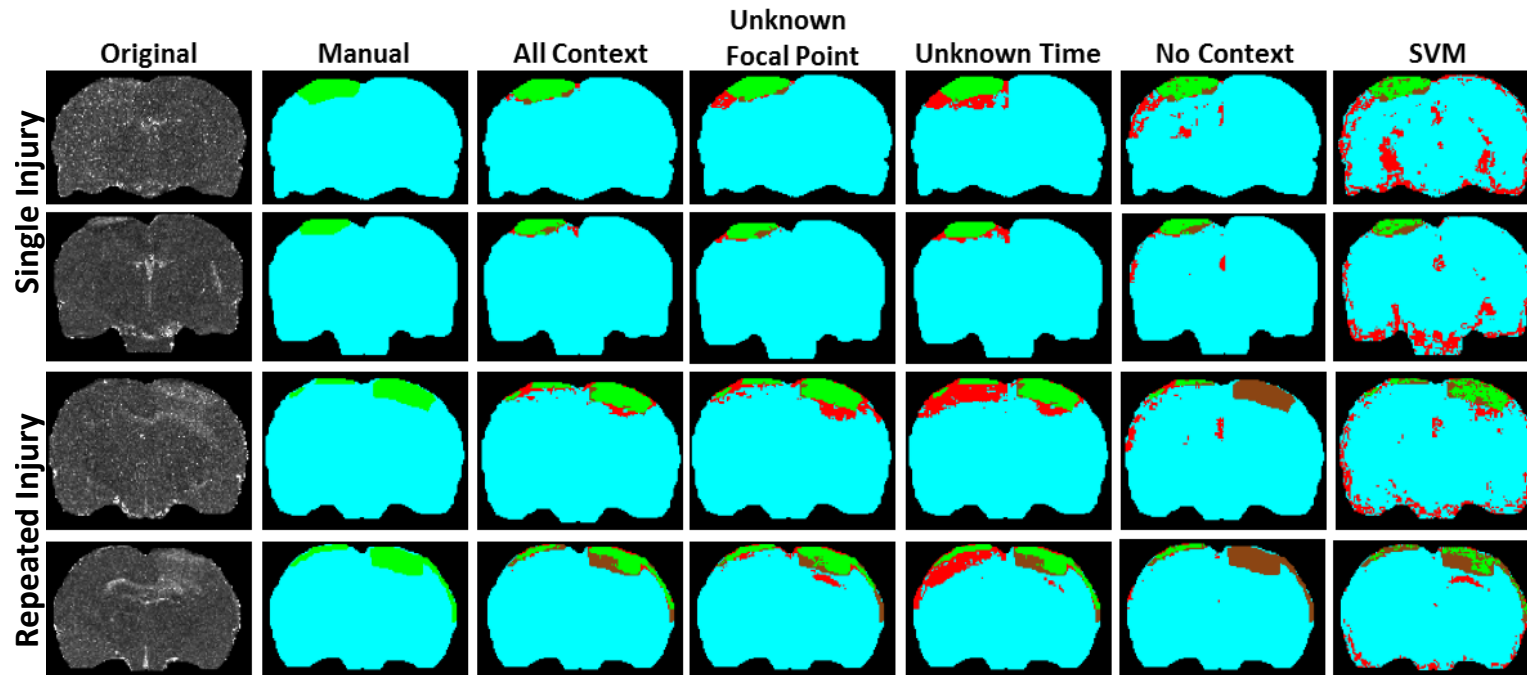 Unknown
Original Manual All Context Focal Point Unknown Time No Context SVM
Single Injury
Repeated Injury